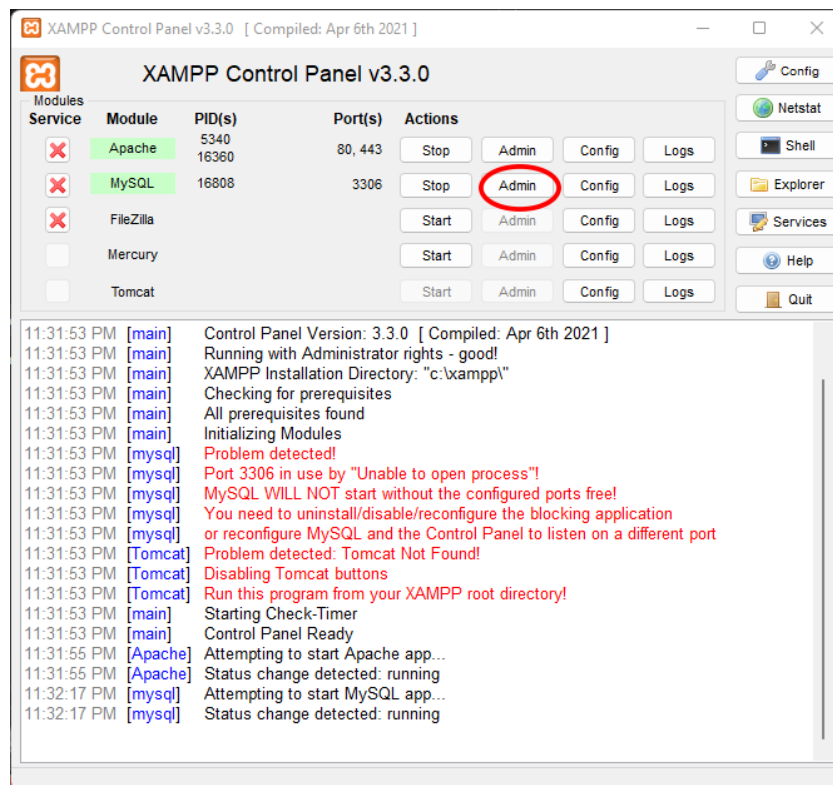 XAMPP Control Panel v3.3.0 [ Compiled: Apr 6th 2021 ]
XAMPP Control Panel v3.3.0
Config
Modules
Service Module PID(s) Port(s) Actions
Netstat
Apache 5340 16360 80, 443 Stop Admin Config Logs
Shell
MySQL 16808 3306 Stop Admin Config Logs
Explorer
FileZilla Start Admin Config Logs
Services
Mercury Start Admin Config Logs
Help
Tomcat Start Admin Config Logs
Quit
11:31:53 PM [main] Control Panel Version: 3.3.0 [ Compiled: Apr 6th 2021 ]
11:31:53 PM [main] Running with Administrator rights - good!
11:31:53 PM [main] XAMPP Installation Directory: "c:\xampp\"
11:31:53 PM [main] Checking for prerequisites
11:31:53 PM [main] All prerequisites found
11:31:53 PM [main] Initializing Modules
11:31:53 PM [mysql] Problem detected!
11:31:53 PM [mysql] Port 3306 in use by "Unable to open process"!
11:31:53 PM [mysql] MySQL WILL NOT start without the configured ports free!
11:31:53 PM [mysql] You need to uninstall/disable/reconfigure the blocking application
11:31:53 PM [mysql] or reconfigure MySQL and the Control Panel to listen on a different port
11:31:53 PM [Tomcat] Problem detected: Tomcat Not Found!
11:31:53 PM [Tomcat] Disabling Tomcat buttons
11:31:53 PM [Tomcat] Run this program from your XAMPP root directory!
11:31:53 PM [main] Starting Check-Timer
11:31:53 PM [main] Control Panel Ready
11:31:55 PM [Apache] Attempting to start Apache app...
11:31:55 PM [Apache] Status change detected: running
11:32:17 PM [mysql] Attempting to start MySQL app...
11:32:17 PM [mysql] Status change detected: running